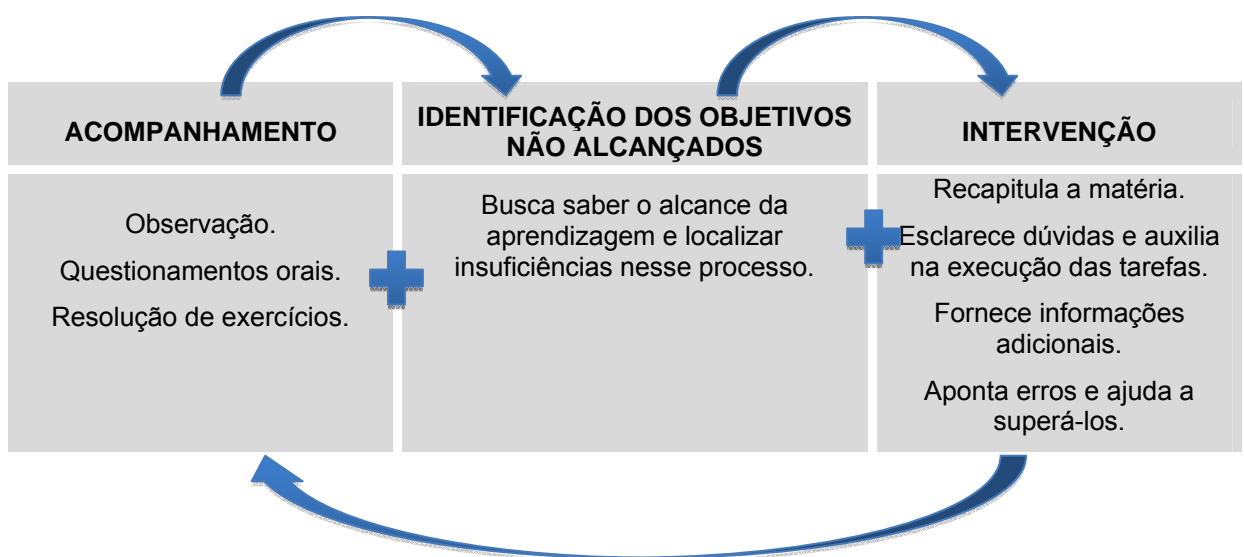 ACOMPANHAMENTO
IDENTIFICAÇÃO DOS OBJETIVOS
NÃO ALCANÇADOS
INTERVENÇÃO
Observação.
Questionamentos orais.
Resolução de exercícios.
Busca saber o alcance da
aprendizagem e localizar
insuficiências nesse processo.
Recapitula a matéria.
Esclarece dúvidas e auxilia
na execução das tarefas.
Fornece informações
adicionais.
Aponta erros e ajuda a
superá-los.